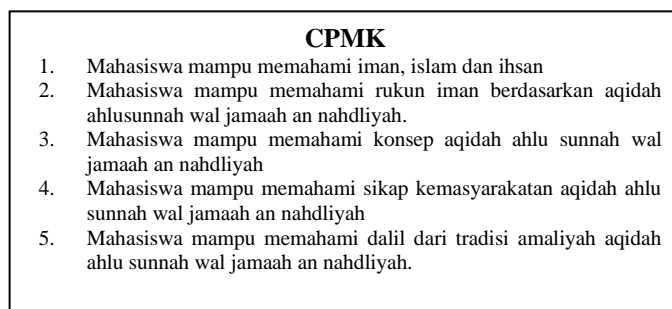 CPMK
1. Mahasiswa mampu memahami iman, islam dan ihsan
2. Mahasiswa mampu memahami rukun iman berdasarkan aqidah
ahlusunnah wal jamaah an nahdliyah.
3. Mahasiswa mampu memahami konsep aqidah ahlu sunnah wal
jamaah an nahdliyah
4. Mahasiswa mampu memahami sikap kemasyarakatan aqidah ahlu
sunnah wal jamaah an nahdliyah
5. Mahasiswa mampu memahami dalil dari tradisi amaliyah aqidah
ahlu sunnah wal jamaah an nahdliyah.